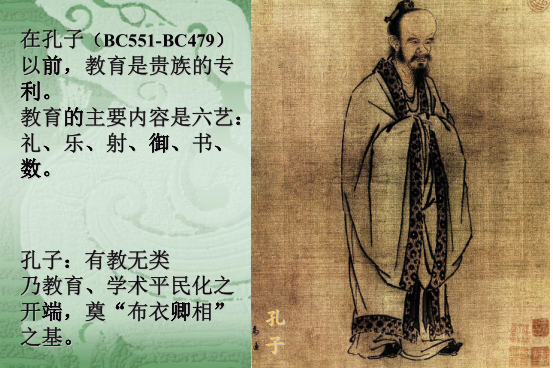 在孔子（BC551-BC479）
以前，教育是贵族的专
利。
教育的主要内容是六艺：
礼、乐、射、御、书、
数。
孔子：有教无类
乃教育、学术平民化之
开端，奠“布衣卿相”
之基。
孔
子